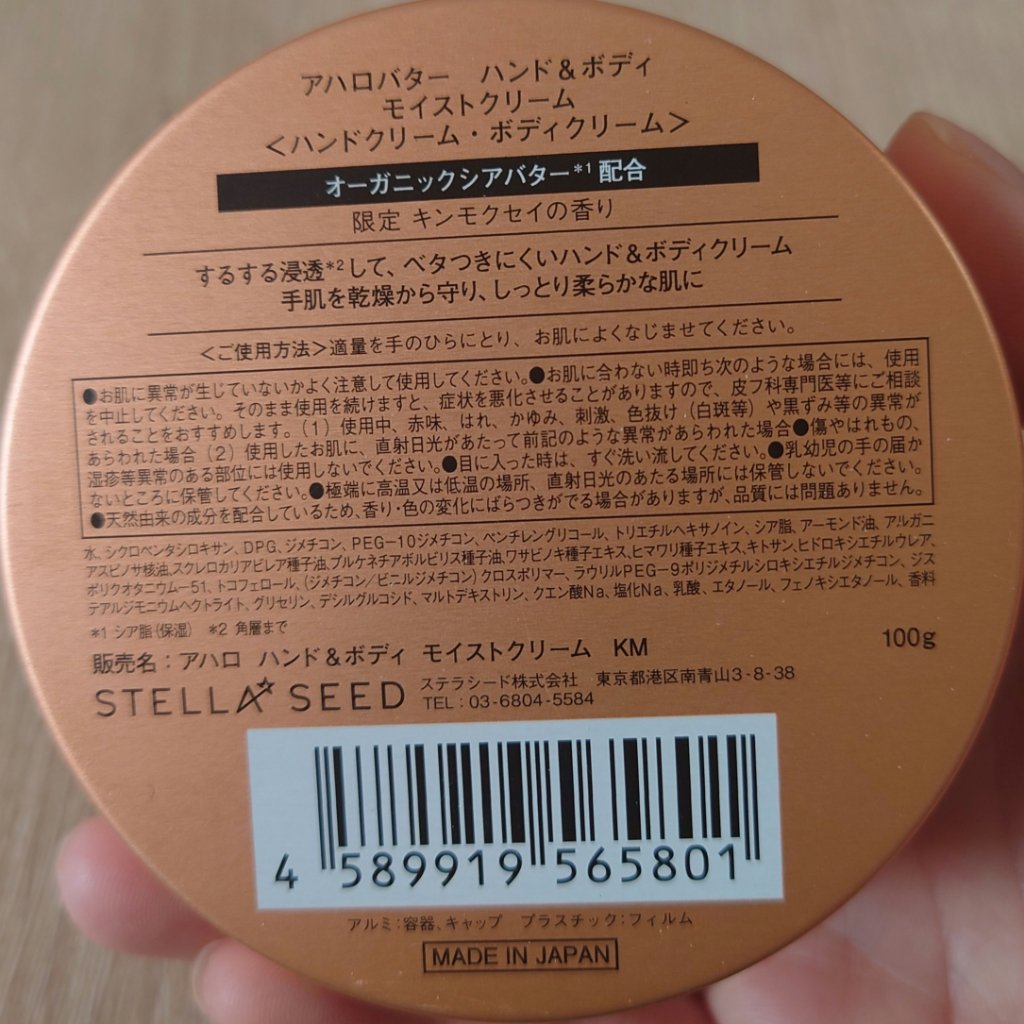 アハロバター ハンド＆ボディ
モイストクリーム
＜ハンドクリーム・ボディクリーム＞
オーガニックシアバター*1 配合
限定 キンモクセイの香り
するする浸透*2して、ベタつきにくいハンド＆ボディクリーム
手肌を乾燥から守り、しっとり柔らかな肌に
＜ご使用方法＞適量を手のひらにとり、お肌によくなじませてください。
●お肌に異常が生じていないかよく注意して使用してください。●お肌に合わない時即ち次のような場合には、使用
を中止してください。そのまま使用を続けますと、症状を悪化させることがありますので、皮フ科専門医等にご相談
されることをおすすめします。（1）使用中、赤味、はれ、かゆみ、刺激、色抜け（白斑等）や黒ずみ等の異常が
あらわれた場合（2）使用したお肌に、直射日光があたって前記のような異常があらわれた場合●傷やはれもの、
湿疹等異常のある部位には使用しないでください。●目に入った時は、すぐ洗い流してください。●乳幼児の手の届か
ないところに保管してください。●極端に高温又は低温の場所、直射日光のあたる場所には保管しないでください。
●天然由来の成分を配合しているため、香り・色の変化にばらつきがでる場合がありますが、品質には問題ありません。
水、シクロペンタシロキサン、DPG、ジメチコン、PEG-10ジメチコン、ペンチレングリコール、トリエチルヘキサノイン、シア脂、アーモンド油、アルガニ
アスピノサ核油、スクレロカリアビレア種子油、プルケネチアボルビリス種子油、ワサビノキ種子エキス、ヒマワリ種子エキス、キトサン、ヒドロキシエチルウレア、
ポリクオタニウム-51、トコフェロール、（ジメチコン／ビニルジメチコン）クロスポリマー、ラウリルPEG-9ポリジメチルシロキシエチルジメチコン、ジス
テアルジモニウムヘクトライト、グリセリン、デシルグルコシド、マルトデキストリン、クエン酸Na、塩化Na、乳酸、エタノール、フェノキシエタノール、香料
*1 シア脂（保湿） *2 角層まで
100g
販売名：アハロ ハンド＆ボディ モイストクリーム KM
STELLA SEED ステラシード株式会社 東京都港区南青山3-8-38
TEL：03-6804-5584
4 589919 565801
アルミ：容器、キャップ プラスチック：フィルム
MADE IN JAPAN